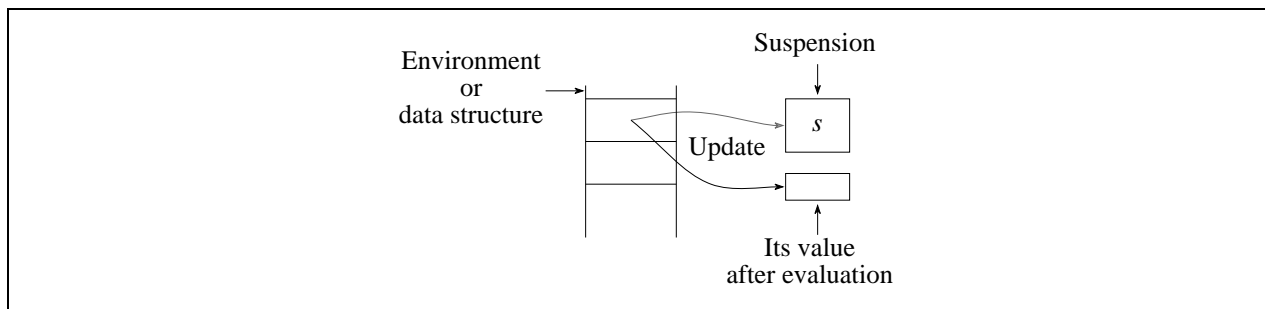 Suspension
Environment
or
data structure
s
Update
Its value
after evaluation